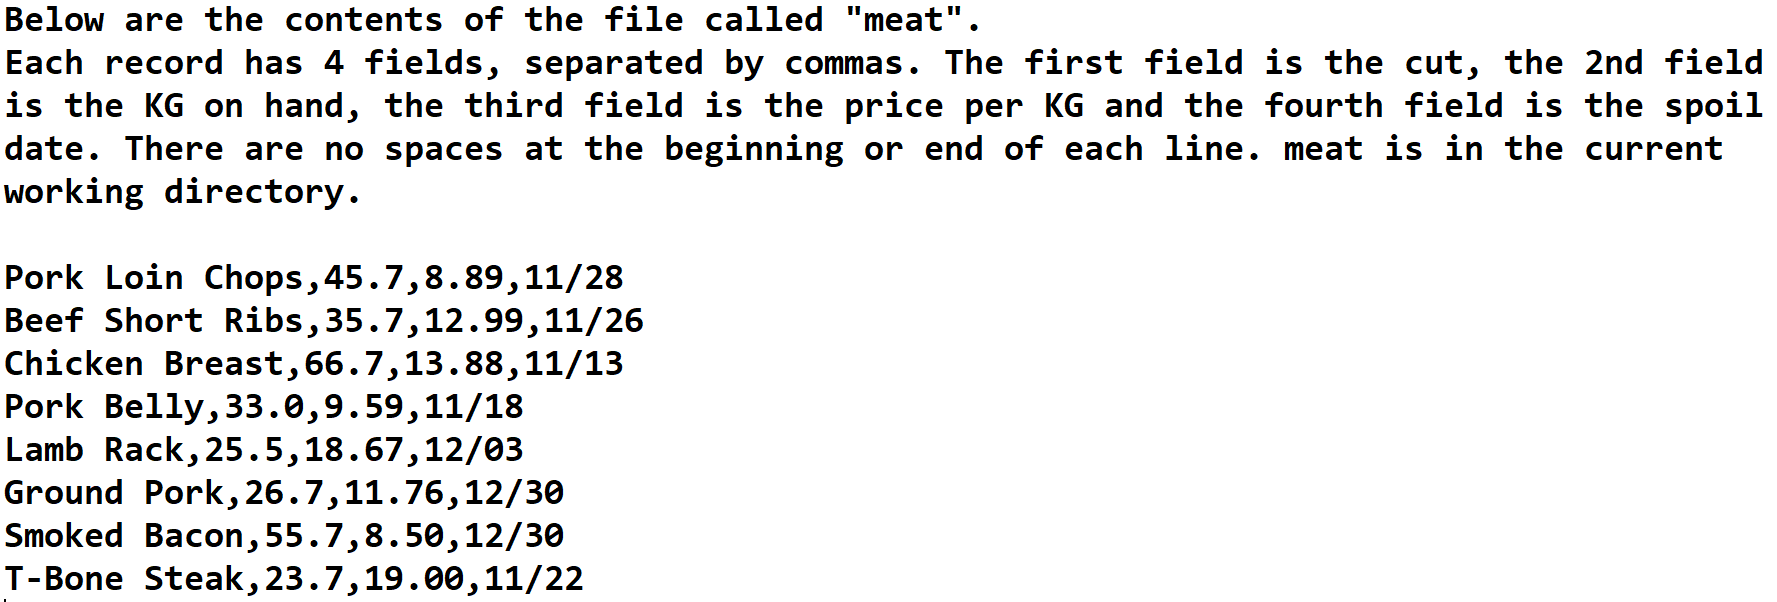 Below are the contents of the file called "meat".
Each record has 4 fields, separated by commas. The first field is the cut, the 2nd field
is the KG on hand, the third field is the price per KG and the fourth field is the spoil
date. There are no spaces at the beginning or end of each line. meat is in the current
working directory.

Pork Loin Chops,45.7,8.89,11/28
Beef Short Ribs,35.7,12.99,11/26
Chicken Breast,66.7,13.88,11/13
Pork Belly,33.0,9.59,11/18
Lamb Rack,25.5,18.67,12/03
Ground Pork,26.7,11.76,12/30
Smoked Bacon,55.7,8.50,12/30
T-Bone Steak,23.7,19.00,11/22